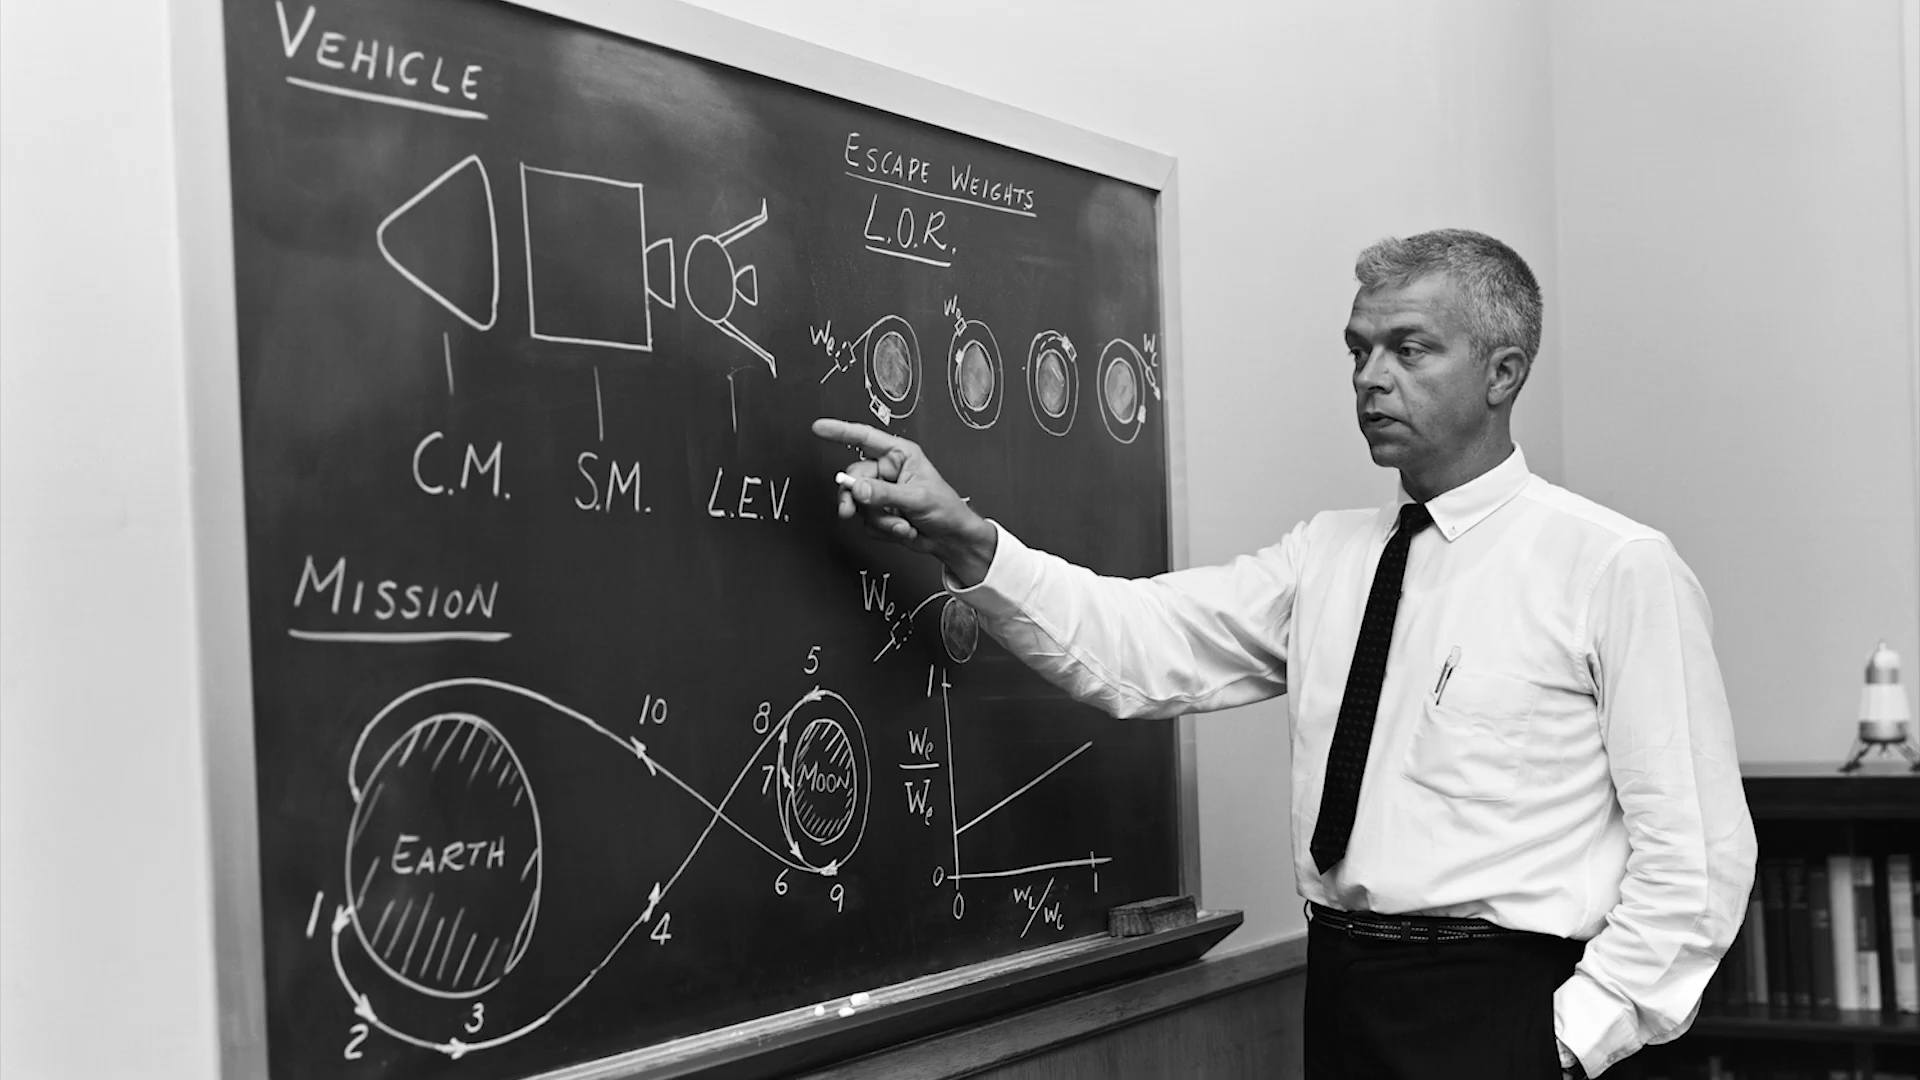 VEHICLE
C.M.
S.M.
L.E.V.
ESCAPE WEIGHTS
L.O.R.
We
Wo
Wc
MISSION
EARTH
MOON
1
2
3
4
5
6
7
8
9
10
We
1
We
We
0
0
WL/Wc
1